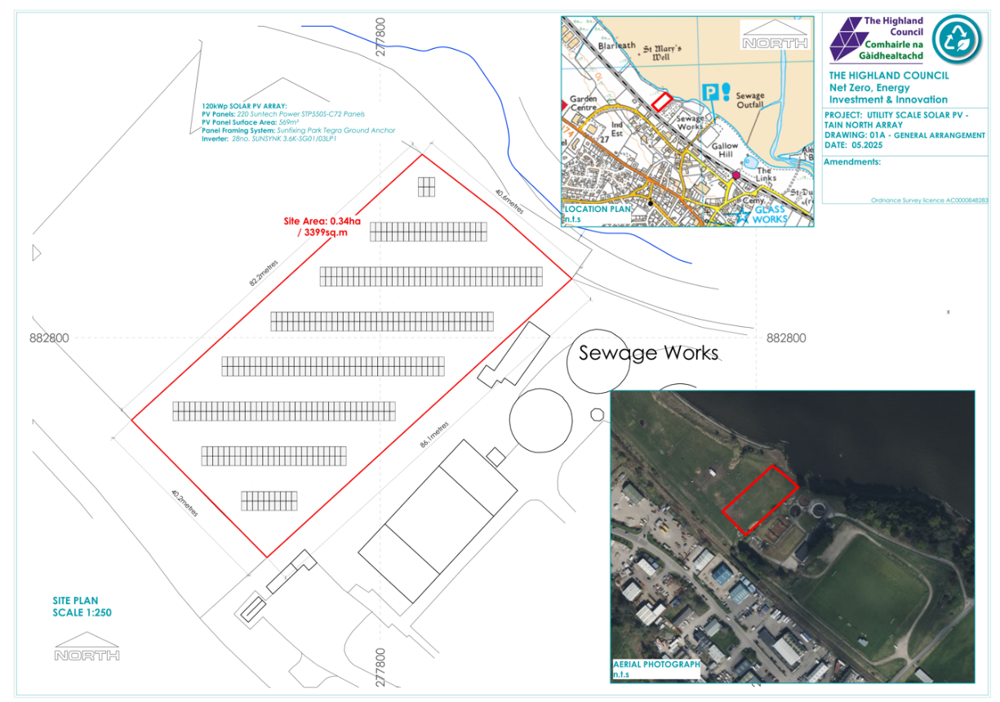 277800
120kWp SOLAR PV ARRAY:
PV Panels: 220 Suntech Power STP550S-C72 Panels
PV Panel Surface Area: 569m²
Panel Framing System: Sunfixing Park Tegra Ground Anchor
Inverter: 28no. SUNSYNK 3.6K-SG01/03LP1
Site Area: 0.34ha
/ 3399sq.m
40.6metres
82.2metres
882800
882800
Sewage Works
86.1metres
40.2metres
SITE PLAN
SCALE 1:250
NORTH
277800
Blarleath
St Mary's
Well
NORTH
Garden
Centre
P
Sewage
Outfall
Ind
Est
27
Sewage
Works
Gallow
Hill
The
Links
Cemy
GLASS
WORKS
LOCATION PLAN
n.t.s
The Highland
Council
Comhairle na
Gàidhealtachd
THE HIGHLAND COUNCIL
Net Zero, Energy
Investment & Innovation
PROJECT: UTILITY SCALE SOLAR PV -
TAIN NORTH ARRAY
DRAWING: 01A - GENERAL ARRANGEMENT
DATE: 05.2025
Amendments:
Ordnance Survey licence AC0000848283
AERIAL PHOTOGRAPH
n.t.s